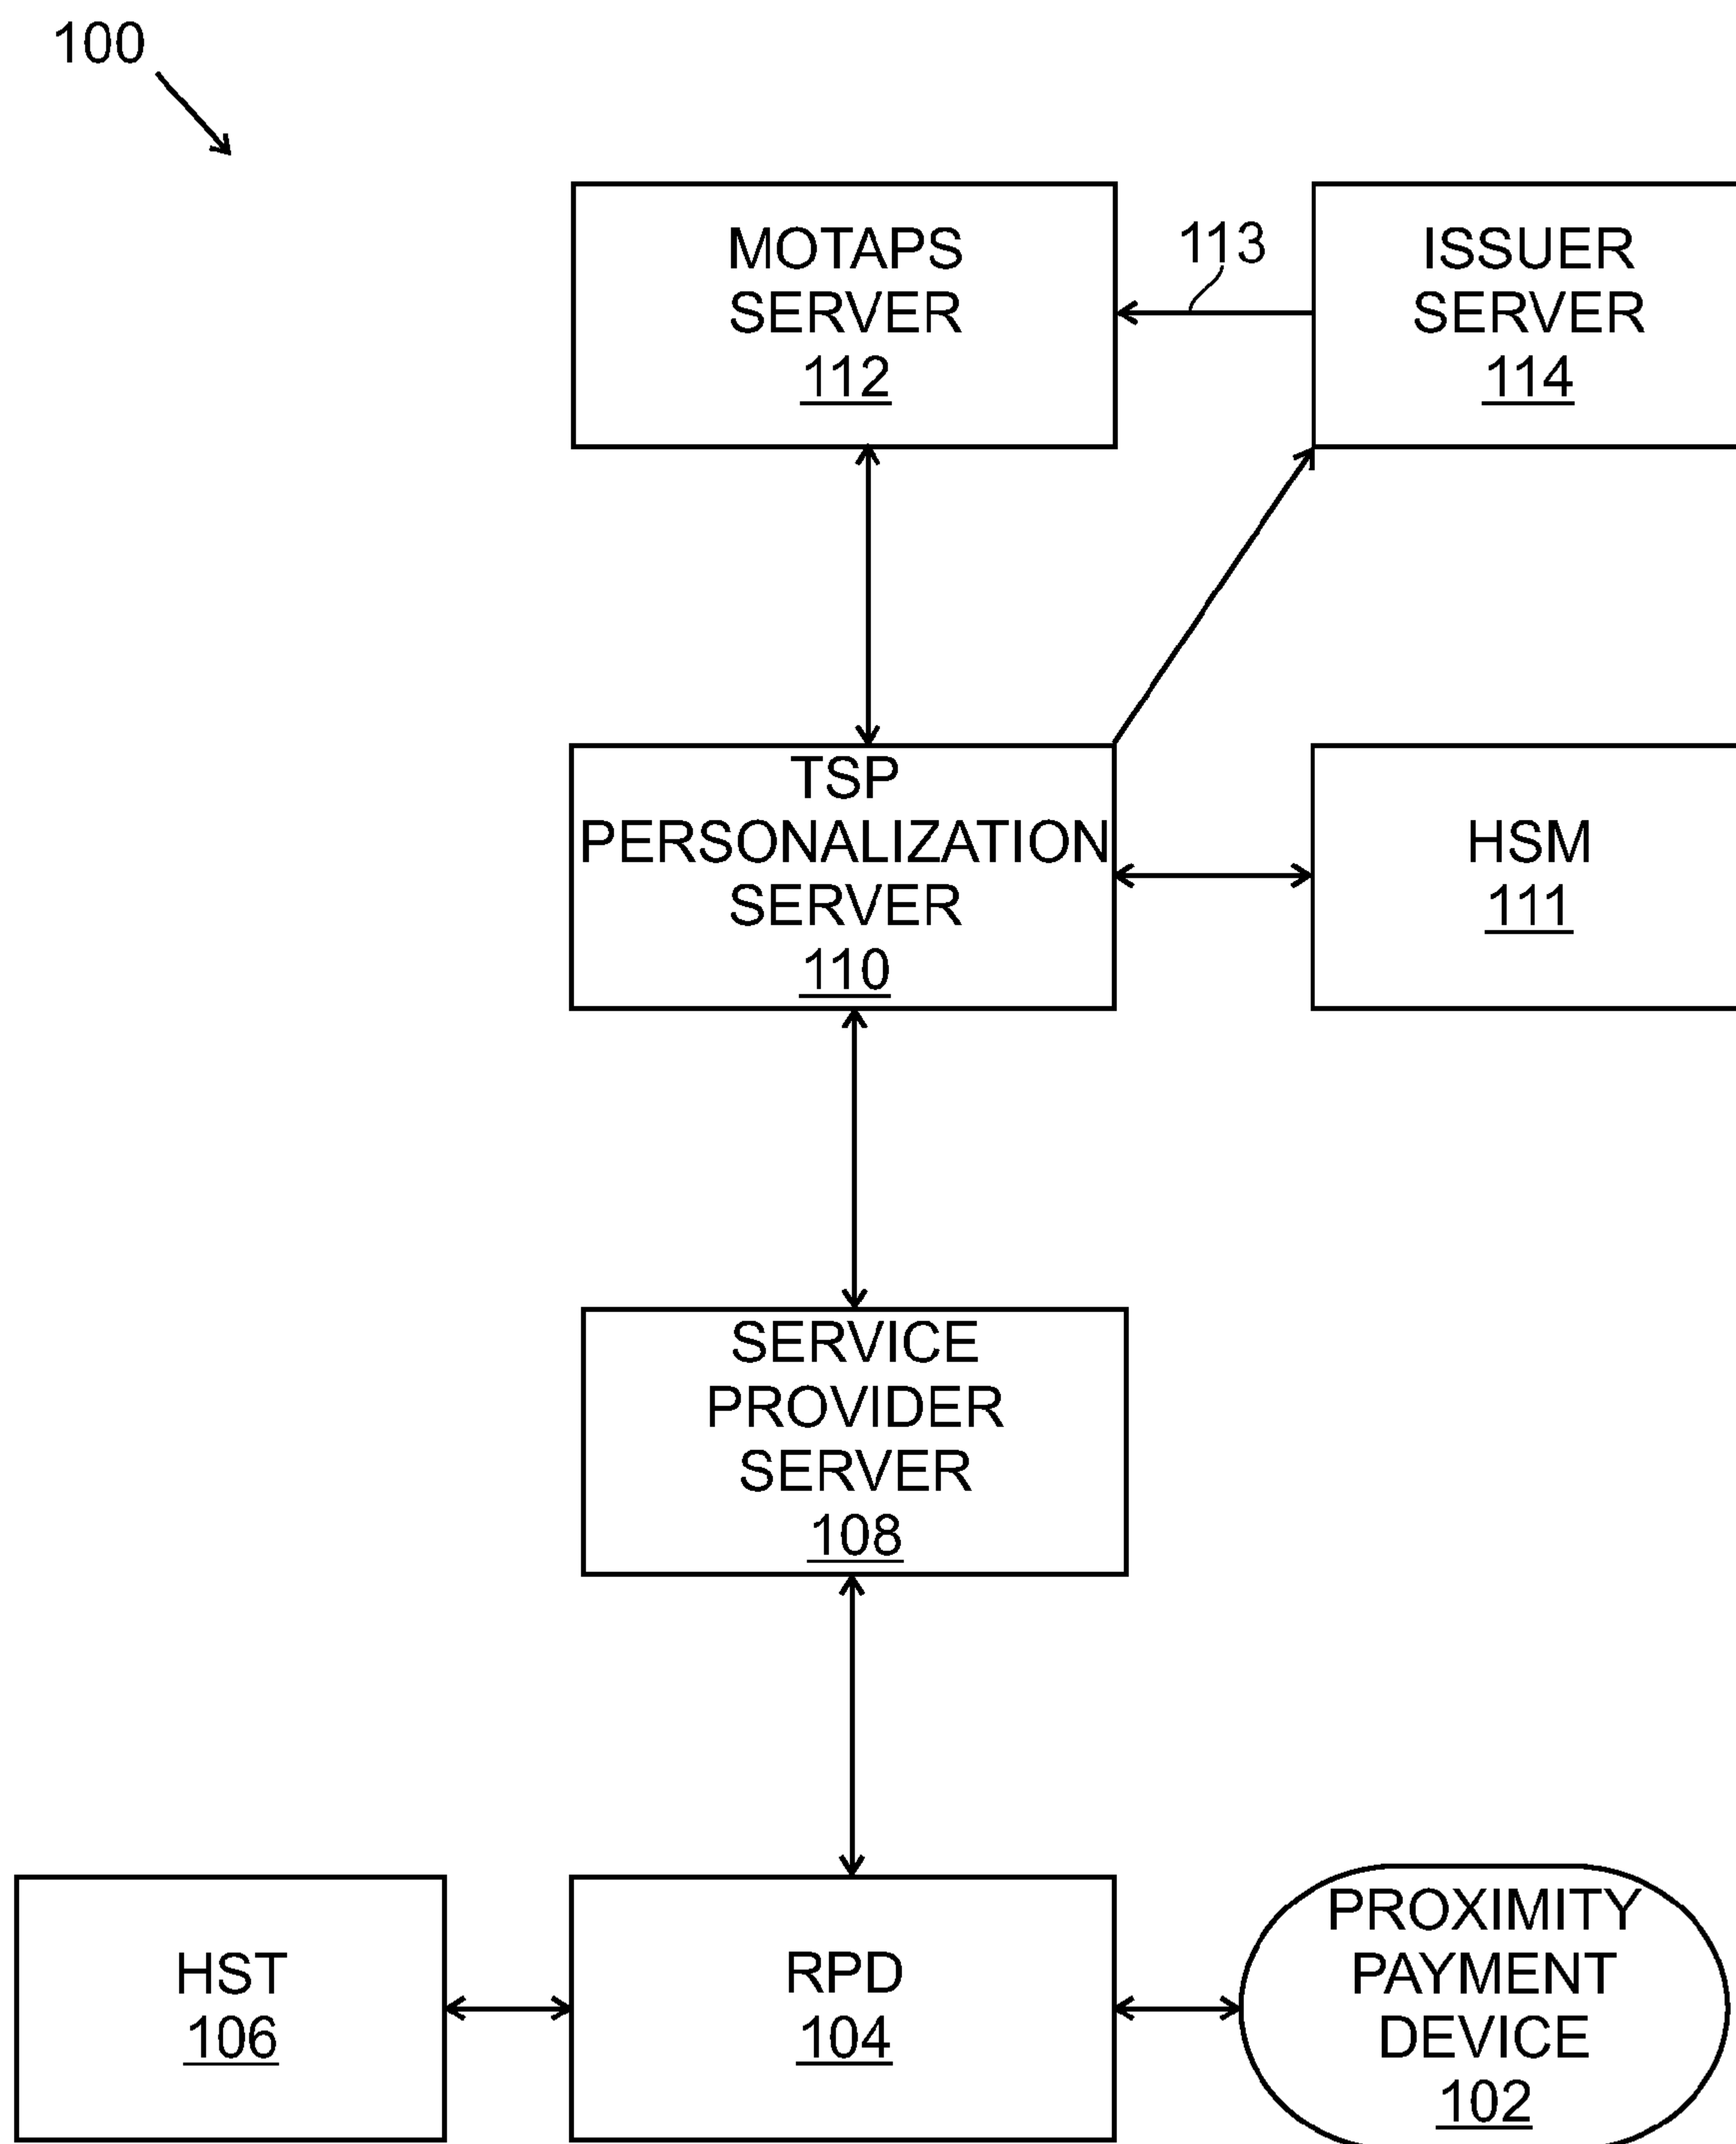 100
MOTAPS
SERVER
112
113
ISSUER
SERVER
114
TSP
PERSONALIZATION
SERVER
110
HSM
111
SERVICE
PROVIDER
SERVER
108
HST
106
RPD
104
PROXIMITY
PAYMENT
DEVICE
102